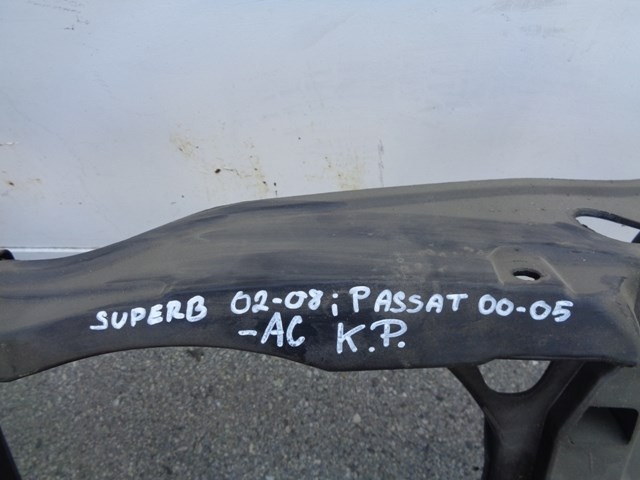 SUPERB 02-08; PASSAT 00-05
-AC K.P.